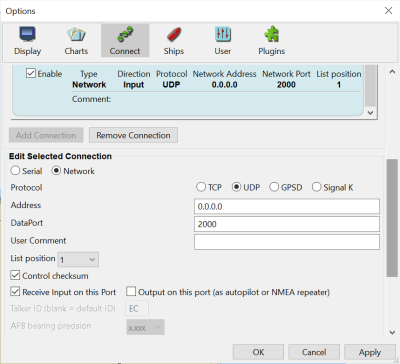 Options
Display Charts Connect Ships User Plugins
Enable Type Direction Protocol Network Address Network Port List position
Network Input UDP 0.0.0.0 2000 1
Comment:
Add Connection Remove Connection
Edit Selected Connection
Serial Network
Protocol TCP UDP GPSD Signal K
Address 0.0.0.0
DataPort 2000
User Comment
List position 1
Control checksum
Receive Input on this Port Output on this port (as autopilot or NMEA repeater)
Talker ID (blank = default ID) EC
APB bearing precision x.xxx
OK Cancel Apply